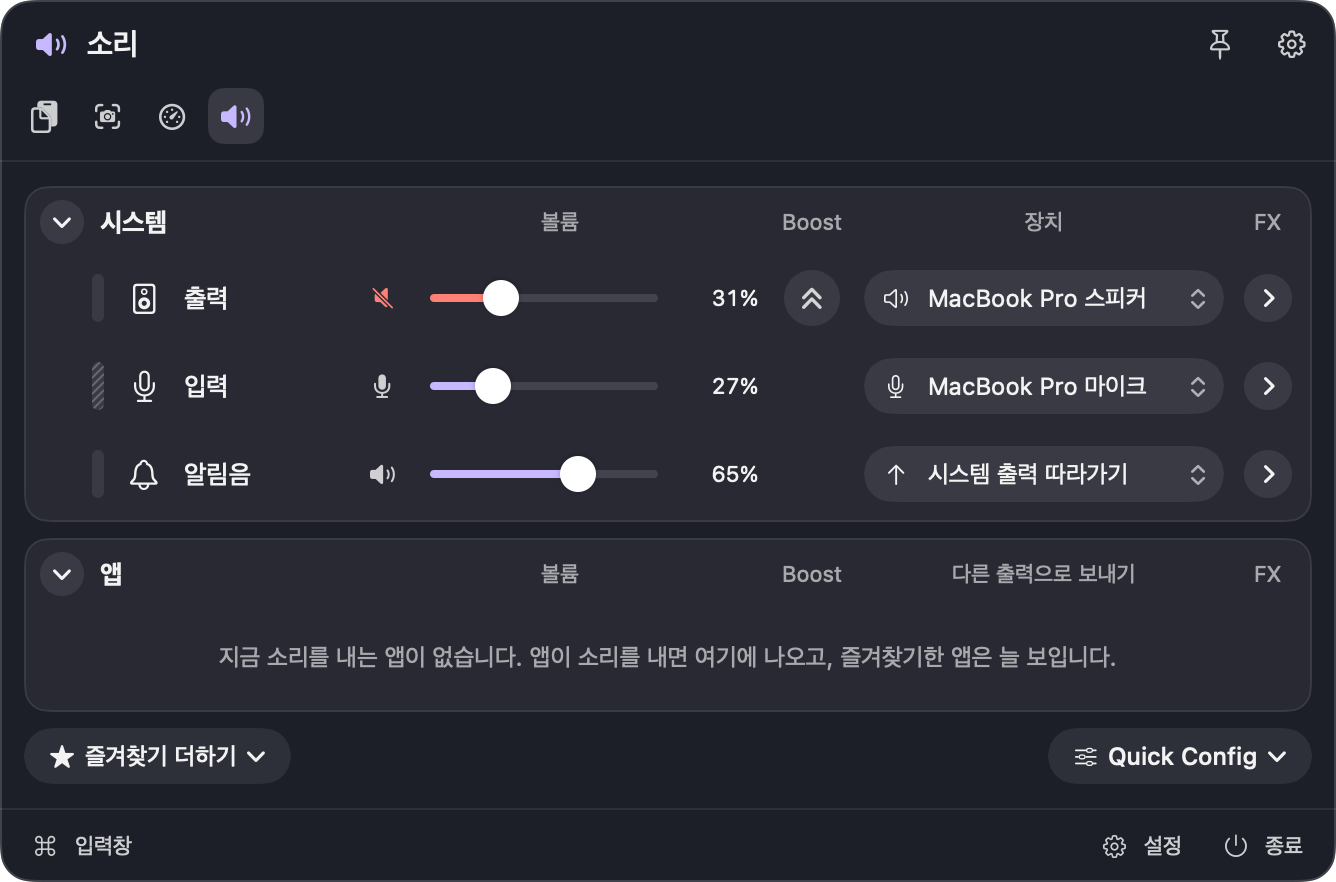 소리
시스템 볼륨 Boost 장치 FX
출력 31% MacBook Pro 스피커
입력 27% MacBook Pro 마이크
알림음 65% 시스템 출력 따라가기
앱 볼륨 Boost 다른 출력으로 보내기 FX
지금 소리를 내는 앱이 없습니다. 앱이 소리를 내면 여기에 나오고, 즐겨찾기한 앱은 늘 보입니다.
즐겨찾기 더하기 Quick Config
⌘ 입력창 설정 종료